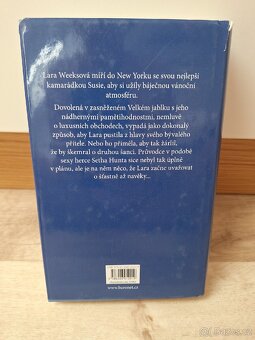 Lara Weeksová míří do New Yorku se svou nejlepší
kamarádkou Susie, aby si užily báječnou vánoční
atmosféru.
Dovolená v zasněženém Velkém jablku s jeho
nádhernými pamětihodnostmi, nemluvě
o luxusních obchodech, vypadá jako dokonalý
způsob, aby Lara pustila z hlavy svého bývalého
přítele. Nebo ho přiměla, aby tak žárlil,
že by škemral o druhou šanci. Průvodce v podobě
sexy herce Setha Hunta sice nebyl tak úplně
v plánu, ale je na něm něco, že Lara začne uvažovat
o šťastně až navěky...